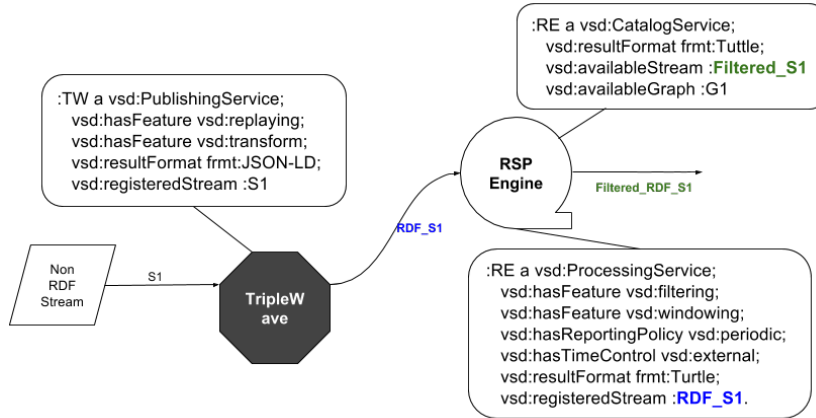 :RE a vsd:CatalogService;
vsd:resultFormat frmt:Tuttle;
vsd:availableStream :Filtered_S1
vsd:availableGraph :G1
:TW a vsd:PublishingService;
vsd:hasFeature vsd:replaying;
vsd:hasFeature vsd:transform;
vsd:resultFormat frmt:JSON-LD;
vsd:registeredStream :S1
RSP
Engine
Filtered_RDF_S1
RDF_S1
Non
RDF
Stream
S1
TripleW
ave
:RE a vsd:ProcessingService;
vsd:hasFeature vsd:filtering;
vsd:hasFeature vsd:windowing;
vsd:hasReportingPolicy vsd:periodic;
vsd:hasTimeControl vsd:external;
vsd:resultFormat frmt:Turtle;
vsd:registeredStream :RDF_S1.